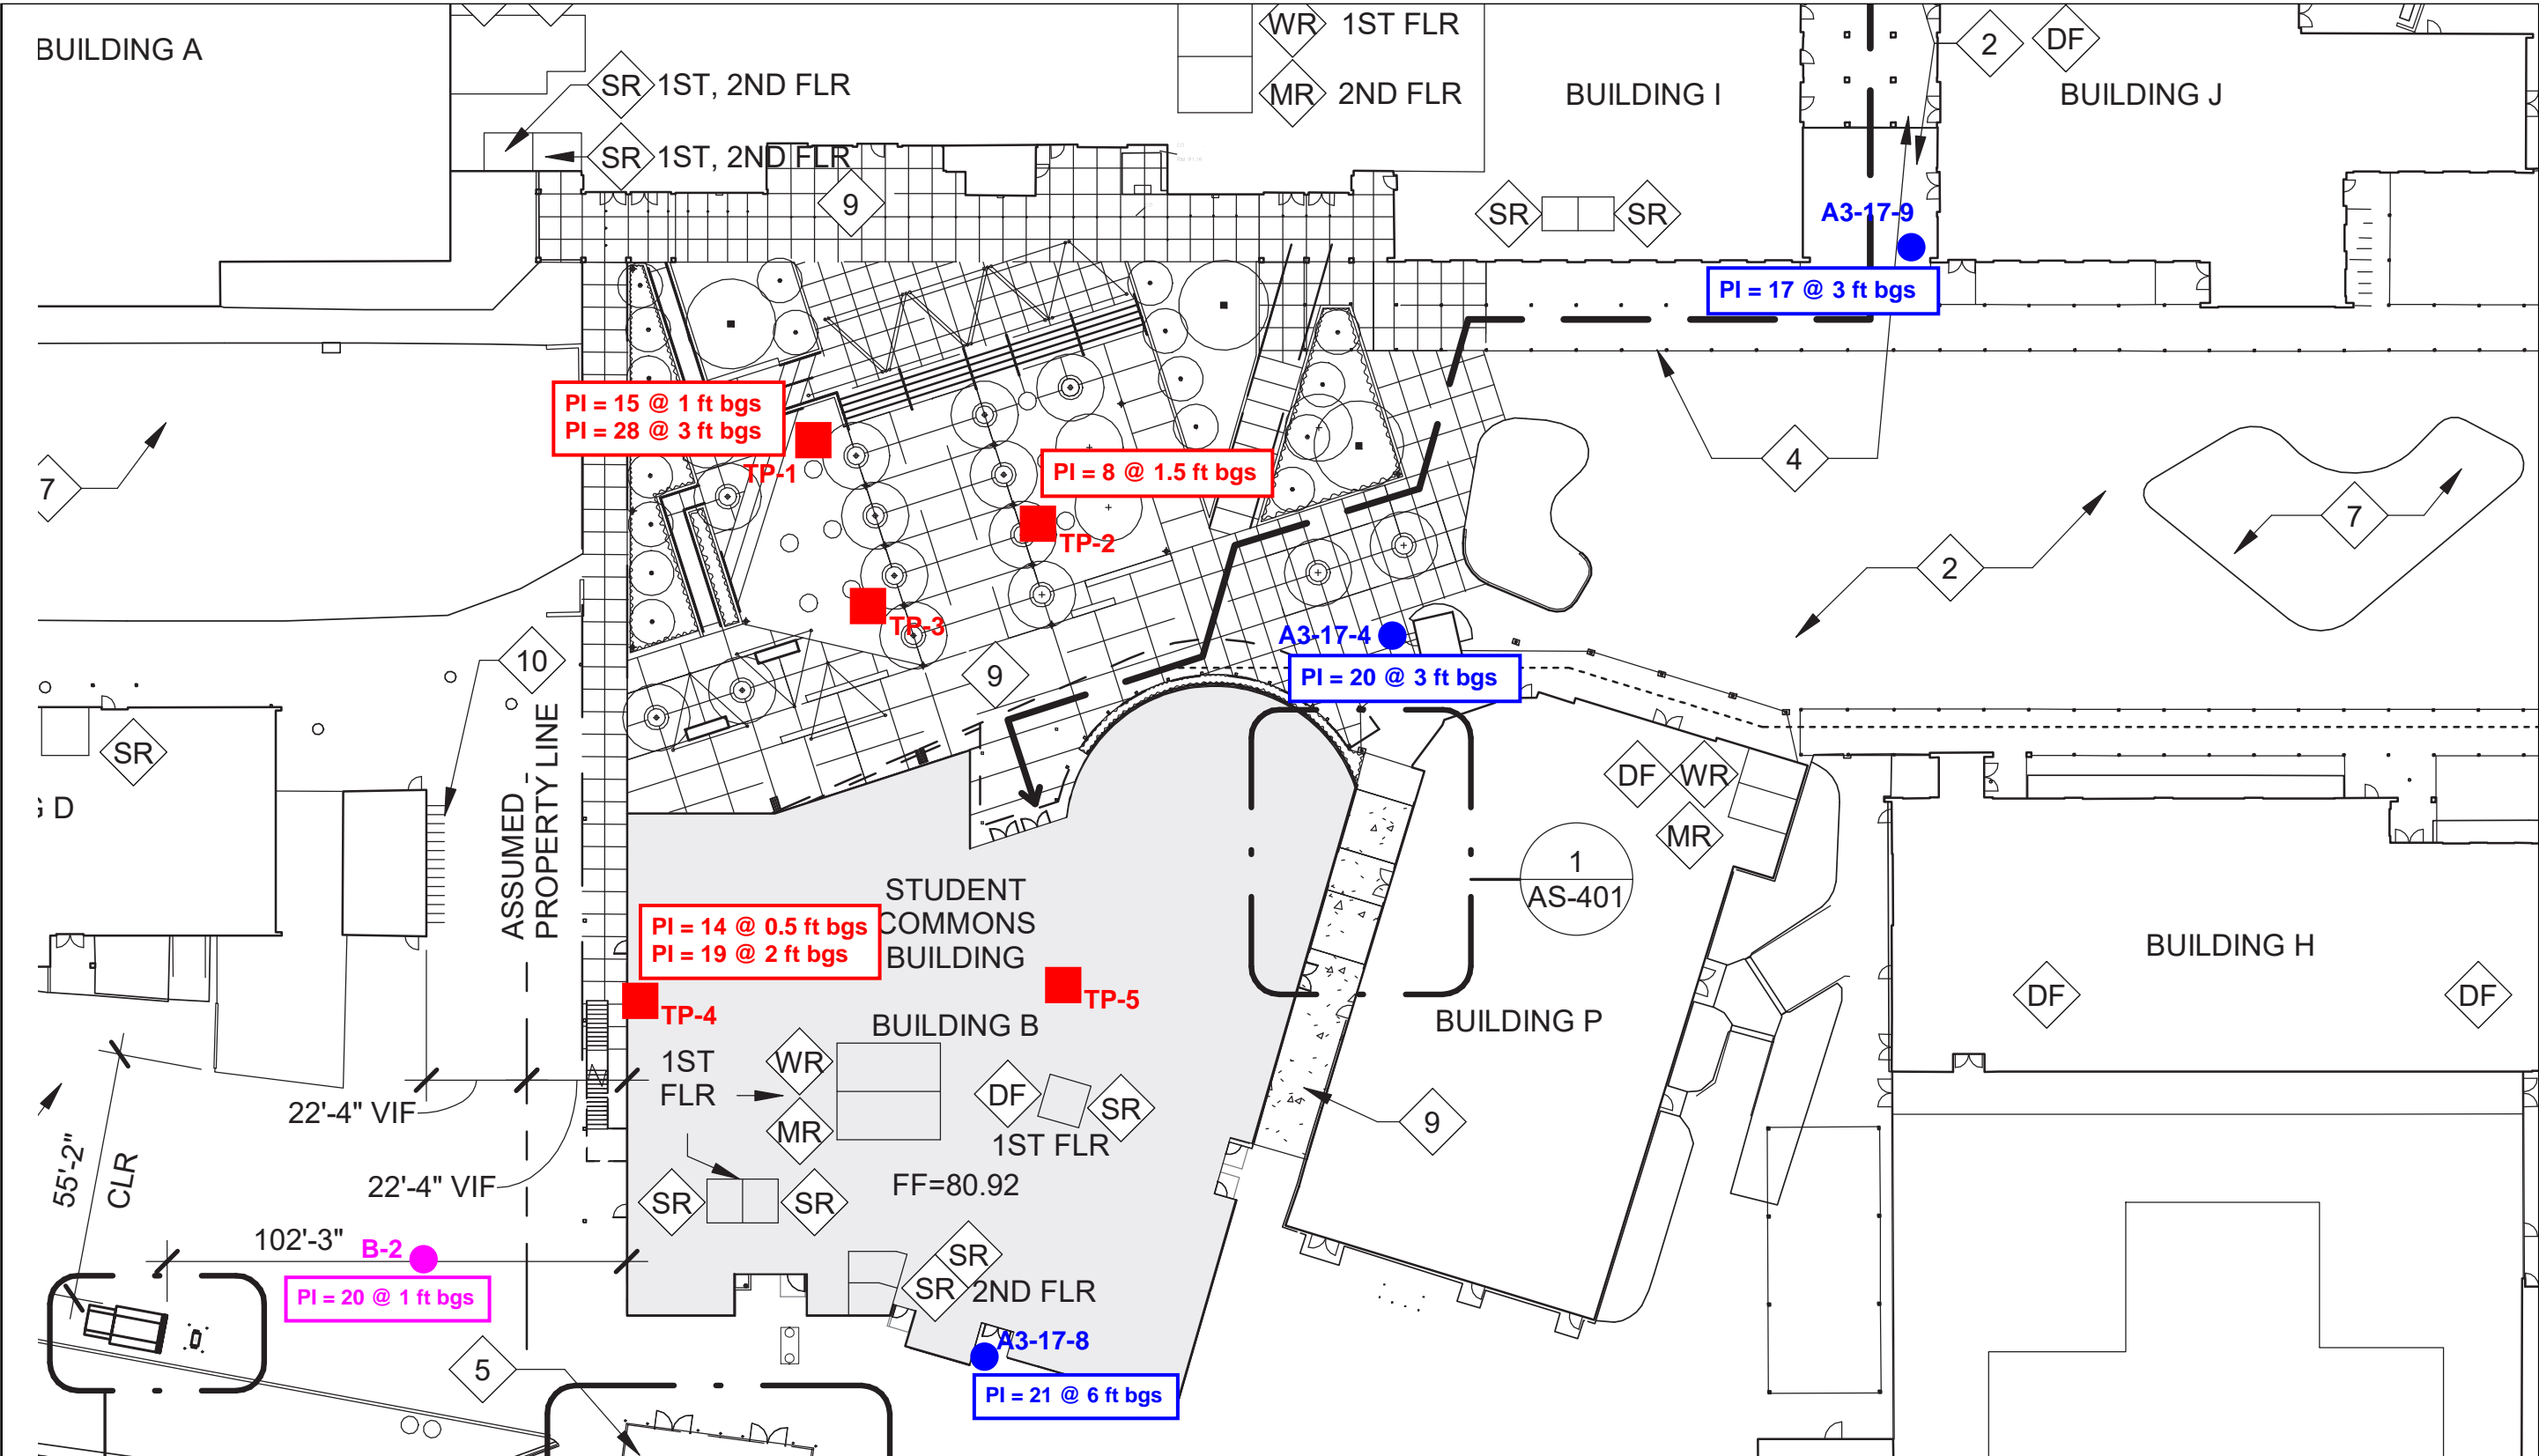 BUILDING A
SR 1ST, 2ND FLR
SR 1ST, 2ND FLR
WR 1ST FLR
MR 2ND FLR
BUILDING I
2
DF
BUILDING J
9
SR
SR
A3-17-9
PI = 17 @ 3 ft bgs
PI = 15 @ 1 ft bgs
PI = 28 @ 3 ft bgs
TP-1
PI = 8 @ 1.5 ft bgs
TP-2
4
7
7
2
TP-3
A3-17-4
PI = 20 @ 3 ft bgs
10
9
SR
G D
ASSUMED
PROPERTY LINE
DF
WR
MR
1
AS-401
STUDENT
COMMONS
BUILDING
PI = 14 @ 0.5 ft bgs
PI = 19 @ 2 ft bgs
TP-4
TP-5
BUILDING B
BUILDING P
BUILDING H
DF
DF
1ST
FLR
WR
MR
DF
SR
1ST FLR
9
22'-4" VIF
22'-4" VIF
55'-2"
CLR
SR
SR
FF=80.92
102'-3"
B-2
PI = 20 @ 1 ft bgs
SR
SR
2ND FLR
A3-17-8
PI = 21 @ 6 ft bgs
5